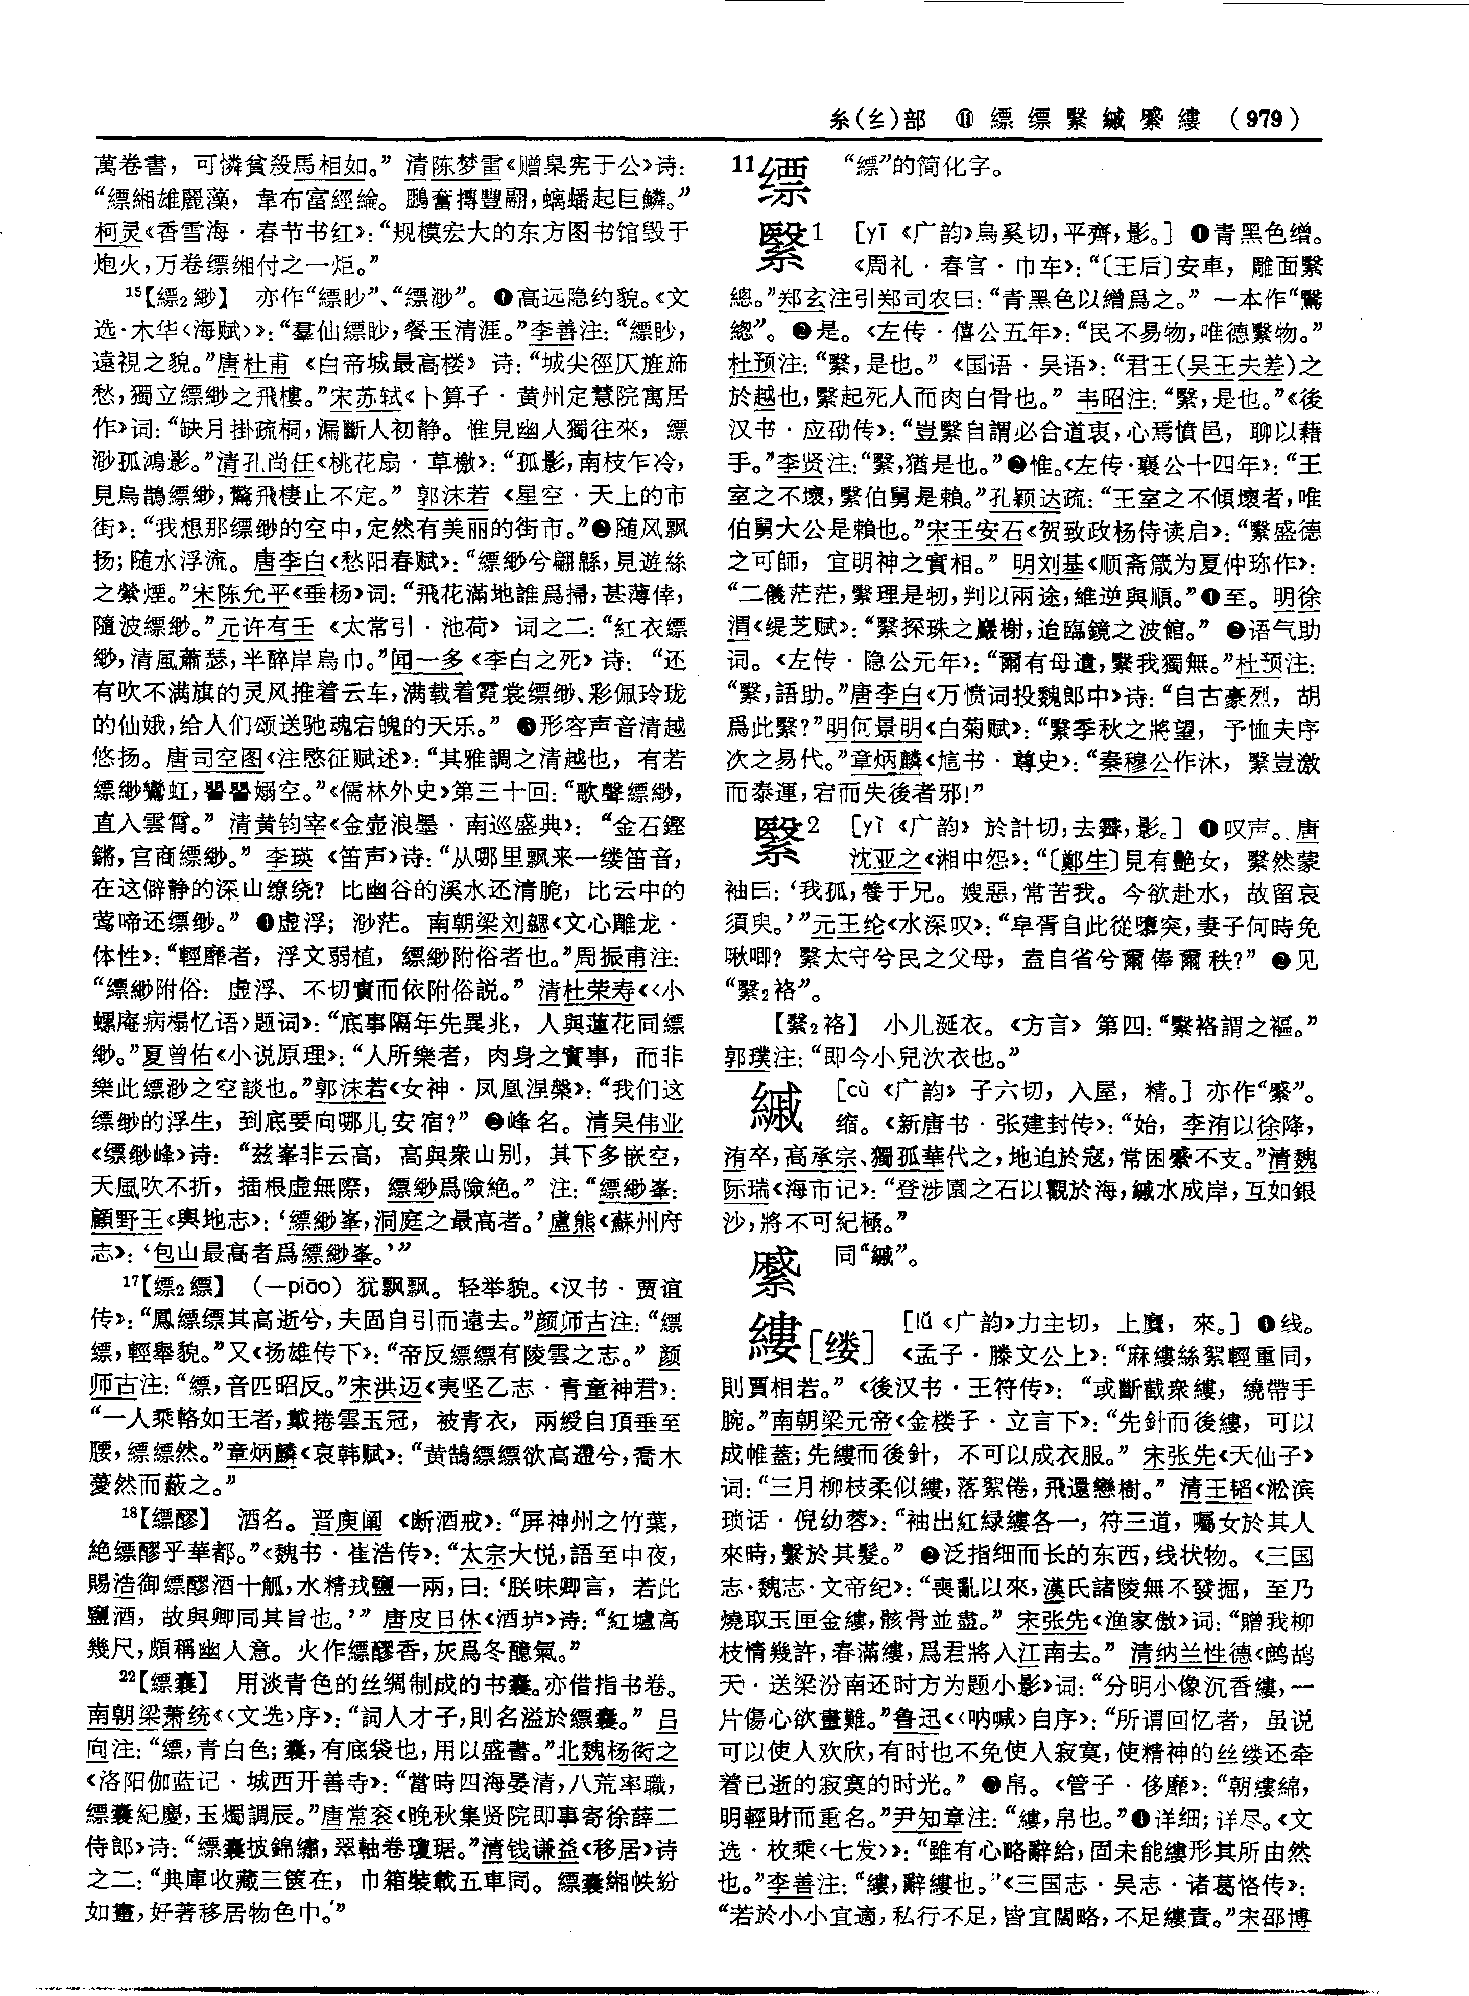 糸(纟)部 ⑪ 縹 缥 繄 緎 縏 縷 (979)
萬卷書，可憐貧殺馬相如。”清陈梦雷《赠臬宪于公》诗：
“縹緗雄麗藻，韋布富經綸。鵬奮摶豐翮，螭蟠起巨鱗。”
柯灵《香雪海·春节书红》：“规模宏大的东方图书馆毁于
炮火，万卷缥缃付之一炬。”
15【缥2缈】 亦作“縹眇”、“縹渺”。❶高远隐约貌。《文
选·木华〈海赋〉》：“羣仙縹眇，餐玉清涯。”李善注：“縹眇，
遠視之貌。”唐杜甫《白帝城最高楼》诗：“城尖徑仄旌旆
愁，獨立縹緲之飛樓。”宋苏轼《卜算子·黄州定慧院寓居
作》词：“缺月掛疏桐，漏斷人初静。惟見幽人獨往來，縹
渺孤鴻影。”清孔尚任《桃花扇·草檄》：“孤影，南枝乍冷，
見烏鵲縹緲，驚飛棲止不定。”郭沫若《星空·天上的市
街》：“我想那缥缈的空中，定然有美丽的街市。”❷随风飘
扬；随水浮流。唐李白《愁阳春赋》：“縹緲兮翩緜，見遊絲
之縈煙。”宋陈允平《垂杨》词：“飛花滿地誰爲掃，甚薄倖，
隨波縹緲。”元许有壬《太常引·池荷》词之二：“紅衣縹
緲，清風蕭瑟，半醉岸烏巾。”闻一多《李白之死》诗：“还
有吹不满旗的灵风推着云车，满载着霓裳缥缈、彩佩玲珑
的仙娥，给人们颂送驰魂宕魄的天乐。”❸形容声音清越
悠扬。唐司空图《注愍征赋述》：“其雅調之清越也，有若
縹緲鸞虹，嫋空。”《儒林外史》第三十回：“歌聲縹緲，
直入雲霄。”清黄钧宰《金壶浪墨·南巡盛典》：“金石鏗
鏘，宫商縹緲。”李瑛《笛声》诗：“从哪里飘来一缕笛音，
在这僻静的深山缭绕？比幽谷的溪水还清脆，比云中的
莺啼还缥缈。”❹虚浮；渺茫。南朝梁刘勰《文心雕龙·
体性》：“輕靡者，浮文弱植，縹緲附俗者也。”周振甫注：
“縹緲附俗：虚浮、不切實而依附俗説。”清杜荣寿《〈小
螺庵病榻忆语〉题词》：“底事隔年先異兆，人與蓮花同縹
緲。”夏曾佑《小说原理》：“人所樂者，肉身之實事，而非
樂此縹渺之空談也。”郭沫若《女神·凤凰涅槃》：“我们这
缥缈的浮生，到底要向哪儿安宿？”❺峰名。清吴伟业
《缥缈峰》诗：“兹峯非云高，高與衆山别，其下多嵌空，
天風吹不折，插根虚無際，縹緲爲險絶。”注：“縹緲峯：
顧野王《輿地志》：‘縹緲峯，洞庭之最高者。’盧熊《蘇州府
志》：‘包山最高者爲縹緲峯。’”
17【缥2缥】 （—piāo）犹飘飘。轻举貌。《汉书·贾谊
传》：“鳳縹縹其高逝兮，夫固自引而遠去。”颜师古注：“縹
縹，輕舉貌。”又《扬雄传下》：“帝反縹縹有陵雲之志。”颜
师古注：“縹，音匹昭反。”宋洪迈《夷坚乙志·青童神君》：
“一人乘輅如王者，戴捲雲玉冠，被青衣，兩綬自頂垂至
腰，縹縹然。”章炳麟《哀韩赋》：“黄鵠縹縹欲高遷兮，喬木
薆然而蔽之。”
18【缥醪】 酒名。晋庾阐《断酒戒》：“屏神州之竹葉，
絶縹醪乎華都。”《魏书·崔浩传》：“太宗大悦，語至中夜，
賜浩御縹醪酒十觚，水精戎鹽一兩，曰：‘朕味卿言，若此
鹽酒，故與卿同其旨也。’”唐皮日休《酒垆》诗：“紅壚高
幾尺，頗稱幽人意。火作縹醪香，灰爲冬醷氣。”
22【缥囊】 用淡青色的丝绸制成的书囊。亦借指书卷。
南朝梁萧统《〈文选〉序》：“詞人才子，則名溢於縹囊。”吕
向注：“縹，青白色；囊，有底袋也，用以盛書。”北魏杨衒之
《洛阳伽蓝记·城西开善寺》：“當時四海晏清，八荒率職，
縹囊紀慶，玉燭調辰。”唐常衮《晚秋集贤院即事寄徐薛二
侍郎》诗：“縹囊披錦繡，翠軸卷瓊琚。”清钱谦益《移居》诗
之二：“典庫收藏三篋在，巾箱裝載五車同。縹囊緗帙紛
如蠹，好著移居物色中。”
11缥 “縹”的简化字。
繄1 ［yī《广韵》烏奚切，平齊，影。］❶青黑色缯。
《周礼·春官·巾车》：“〔王后〕安車，雕面繄
總。”郑玄注引郑司农曰：“青黑色以繒爲之。”一本作“鷖
總”。❷是。《左传·僖公五年》：“民不易物，唯德繄物。”
杜预注：“繄，是也。”《国语·吴语》：“君王(吴王夫差)之
於越也，繄起死人而肉白骨也。”韦昭注：“繄，是也。”《後
汉书·应劭传》：“豈繄自謂必合道衷，心焉憤邑，聊以藉
手。”李贤注：“繄，猶是也。”❸惟。《左传·襄公十四年》：“王
室之不壞，繄伯舅是賴。”孔颖达疏：“王室之不傾壞者，唯
伯舅大公是賴也。”宋王安石《贺致政杨侍读启》：“繄盛德
之可師，宜明神之實相。”明刘基《顺斋箴为夏仲珎作》：
“二儀茫茫，繄理是牣，判以兩途，維逆與順。”❹至。明徐
渭《缇芝赋》：“繄探珠之巖榭，迨臨鏡之波館。”❺语气助
词。《左传·隐公元年》：“爾有母遺，繄我獨無。”杜预注：
“繄，語助。”唐李白《万愤词投魏郎中》诗：“自古豪烈，胡
爲此繄？”明何景明《白菊赋》：“繄季秋之將望，予恤夫序
次之易代。”章炳麟《訄书·尊史》：“秦穆公作沐，繄豈激
而泰運，宕而失後者邪！”
繄2 ［yì《广韵》於計切，去霽，影。］❶叹声。唐
沈亚之《湘中怨》：“〔鄭生〕見有艷女，繄然蒙
袖曰：‘我孤，養于兄。嫂惡，常苦我。今欲赴水，故留哀
須臾。’”元王纶《水深叹》：“皁胥自此從隳突，妻子何時免
啾唧？繄太守兮民之父母，盍自省兮爾俸爾秩？”❷见
“繄2袼”。
【繄2袼】 小儿涎衣。《方言》第四：“繄袼謂之褔。”
郭璞注：“即今小兒次衣也。”
 ［cù《广韵》子六切，入屋，精。］亦作“縏”。
缩。《新唐书·张建封传》：“始，李洧以徐降，
洧卒，高承宗、獨孤華代之，地迫於寇，常困不支。”清魏
际瑞《海市记》：“登涉園之石以觀於海，水成岸，互如銀
沙，將不可紀極。”
同“”。
縷［缕］ ［lǚ《广韵》力主切，上麌，來。］❶线。
《孟子·滕文公上》：“麻縷絲絮輕重同，
則賈相若。”《後汉书·王符传》：“或斷截衆縷，繞帶手
腕。”南朝梁元帝《金楼子·立言下》：“先針而後縷，可以
成帷蓋；先縷而後針，不可以成衣服。”宋张先《天仙子》
词：“三月柳枝柔似縷，落絮倦，飛還戀樹。”清王韬《淞滨
琐话·倪幼蓉》：“袖出紅緑縷各一，符三道，囑女於其人
來時，繫於其髮。”❷泛指细而长的东西，线状物。《三国
志·魏志·文帝纪》：“喪亂以來，漢氏諸陵無不發掘，至乃
燒取玉匣金縷，骸骨並盡。”宋张先《渔家傲》词：“贈我柳
枝情幾許，春滿縷，爲君將入江南去。”清纳兰性德《鹧鸪
天·送梁汾南还时方为题小影》词：“分明小像沉香縷，一
片傷心欲畫難。”鲁迅《〈呐喊〉自序》：“所谓回忆者，虽说
可以使人欢欣，有时也不免使人寂寞，使精神的丝缕还牵
着已逝的寂寞的时光。”❸帛。《管子·侈靡》：“朝縷綿，
明輕財而重名。”尹知章注：“縷，帛也。”❹详细；详尽。《文
选·枚乘〈七发〉》：“雖有心略辭給，固未能縷形其所由然
也。”李善注：“縷，辭縷也。”《三国志·吴志·诸葛恪传》：
“若於小小宜適，私行不足，皆宜闊略，不足縷責。”宋邵博